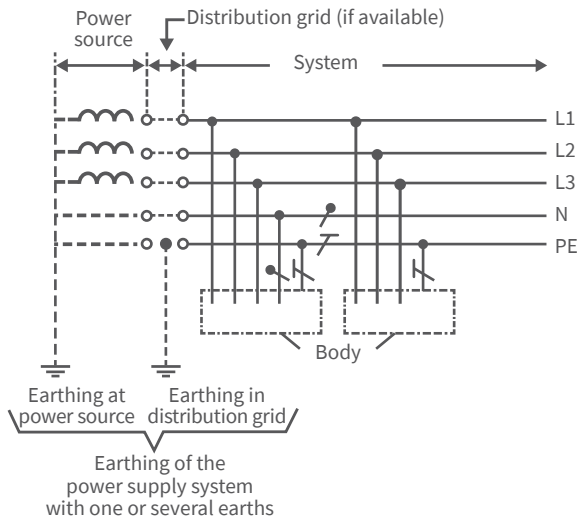 Power
source
Distribution grid (if available)
System
L1
L2
L3
N
PE
Body
Earthing at
power source
Earthing in
distribution grid
Earthing of the
power supply system
with one or several earths